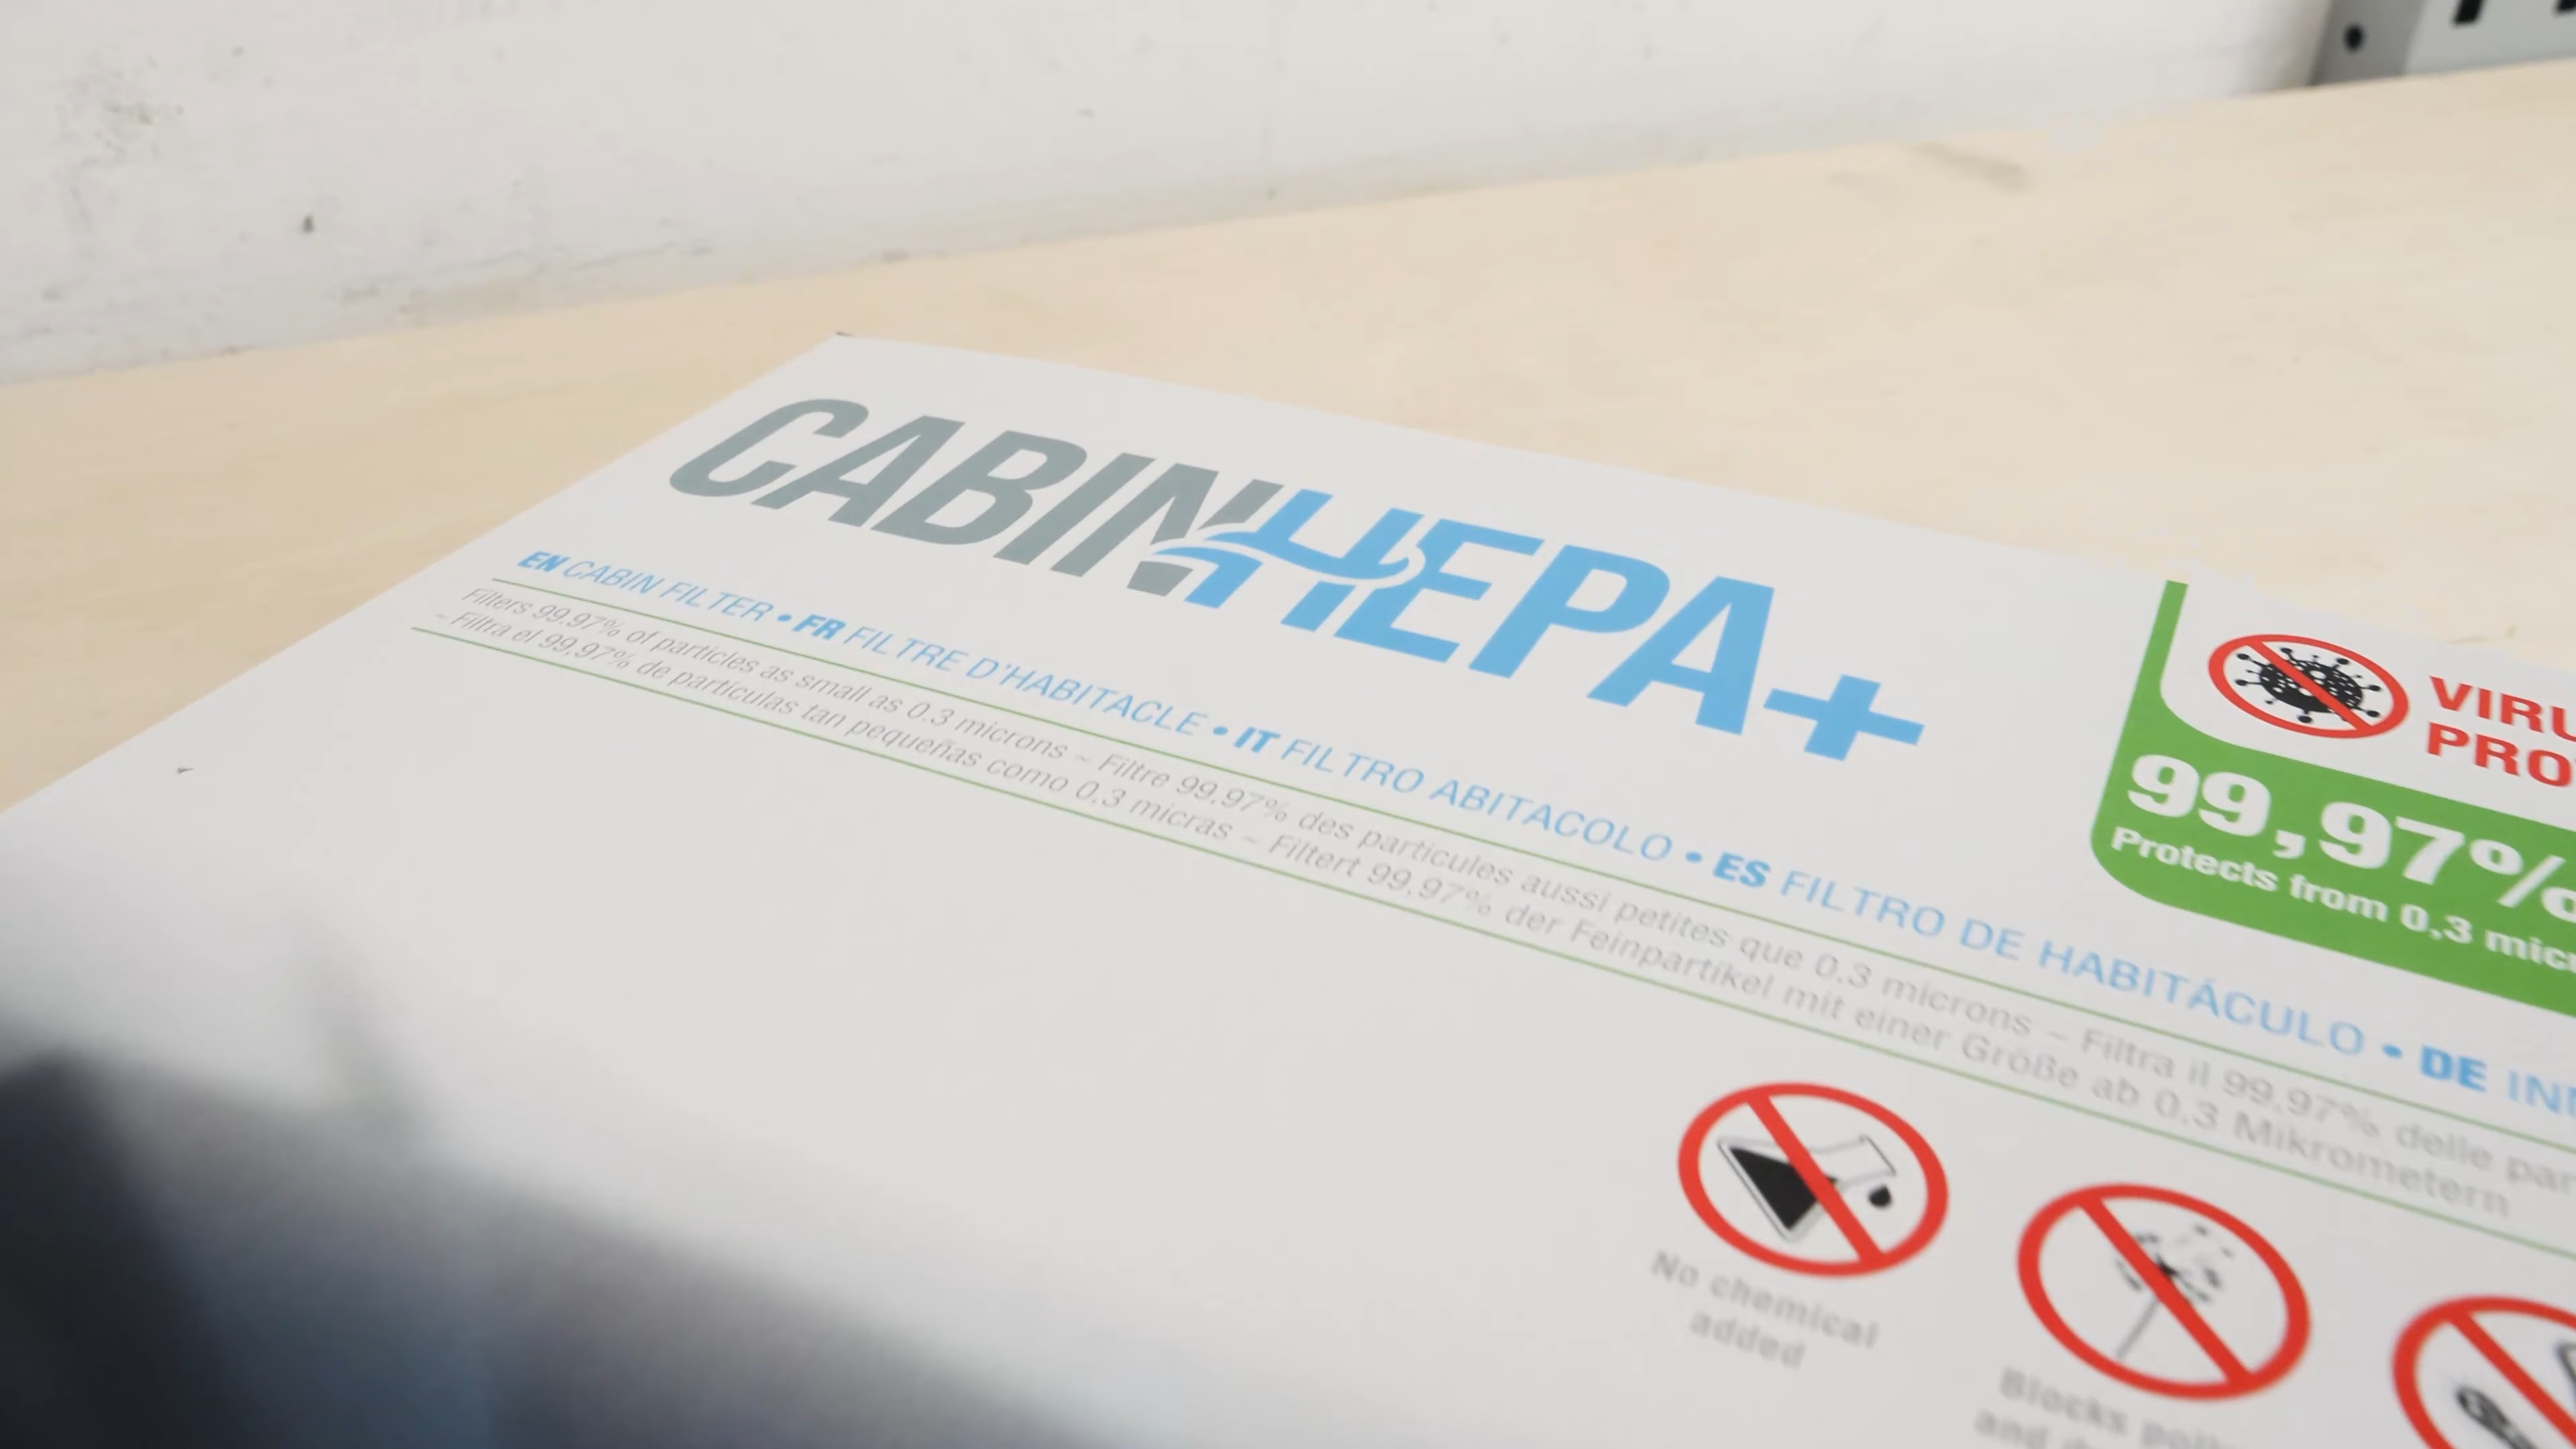 CABINHEPA+
EN CABIN FILTER • FR FILTRE D'HABITACLE • IT FILTRO ABITACOLO • ES FILTRO DE HABITÁCULO • DE
Filters 99.97% of particles as small as 0.3 microns ~ Filtre 99.97% des particules aussi petites que 0.3 microns ~ Filtra il 99.97% delle
~ Filtra el 99,97% de partículas tan pequeñas como 0,3 micras ~ Filtert 99,97% der Feinpartikel mit einer Größe ab 0,3 Mikrometern
99,97%
Protects from 0,3
No chemical
added
Blocks